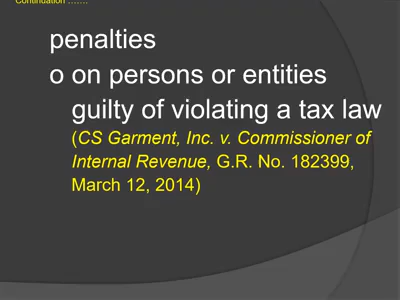 Continuation …….
penalties
o on persons or entities
guilty of violating a tax law
(CS Garment, Inc. v. Commissioner of
Internal Revenue, G.R. No. 182399,
March 12, 2014)